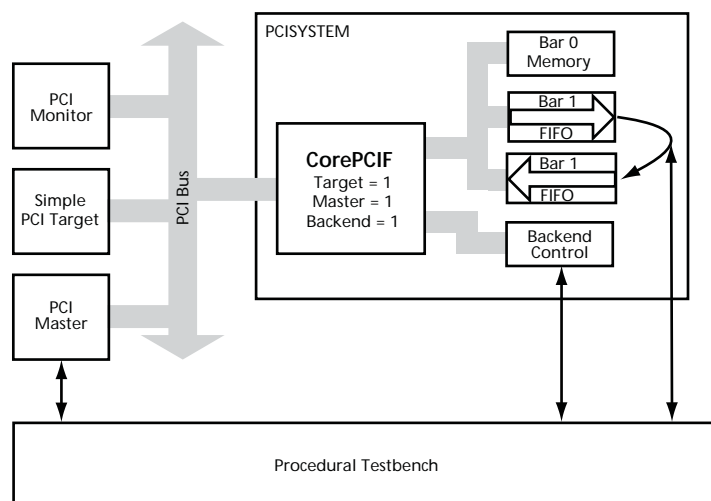 PCISYSTEM
PCI
Monitor
Simple
PCI Target
PCI
Master
PCI Bus
CorePCIF
Target = 1
Master = 1
Backend = 1
Bar 0
Memory
Bar 1
FIFO
Bar 1
FIFO
Backend
Control
Procedural Testbench